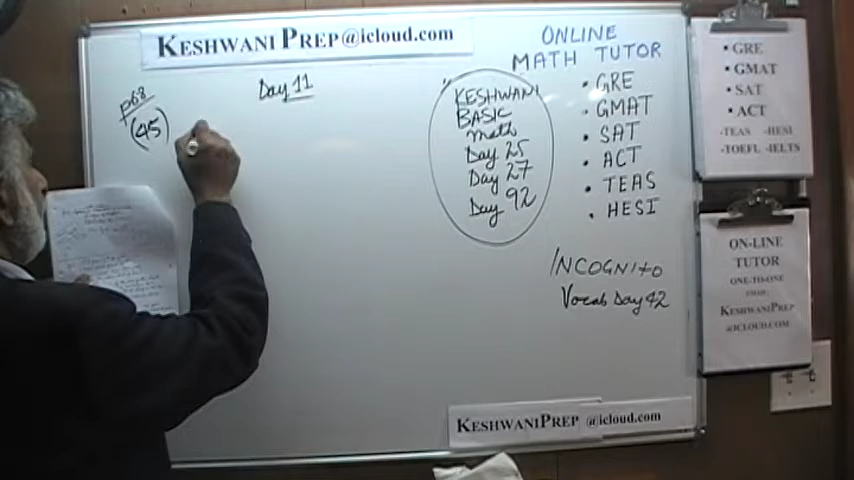 KESHWANI PREP@icloud.com
p68
(45)
Day 11
"KESHWANI
BASIC
Math
Day 25
Day 27
Day 92
ONLINE
MATH TUTOR
• GRE
• GMAT
• SAT
• ACT
• TEAS
• HESI
INCOGNITO
Vocab Day 42
KESHWANIPREP @icloud.com
• GRE
• GMAT
• SAT
• ACT
-TEAS -HESI
-TOEFL -IELTS
ON-LINE
TUTOR
ONE-TO-ONE
KESHWANIPREP
@ICLOUD.COM